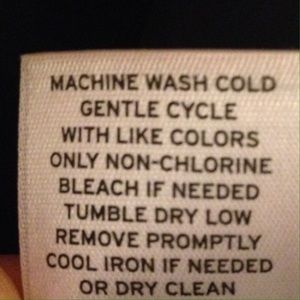 MACHINE WASH COLD
GENTLE CYCLE
WITH LIKE COLORS
ONLY NON-CHLORINE
BLEACH IF NEEDED
TUMBLE DRY LOW
REMOVE PROMPTLY
COOL IRON IF NEEDED
OR DRY CLEAN